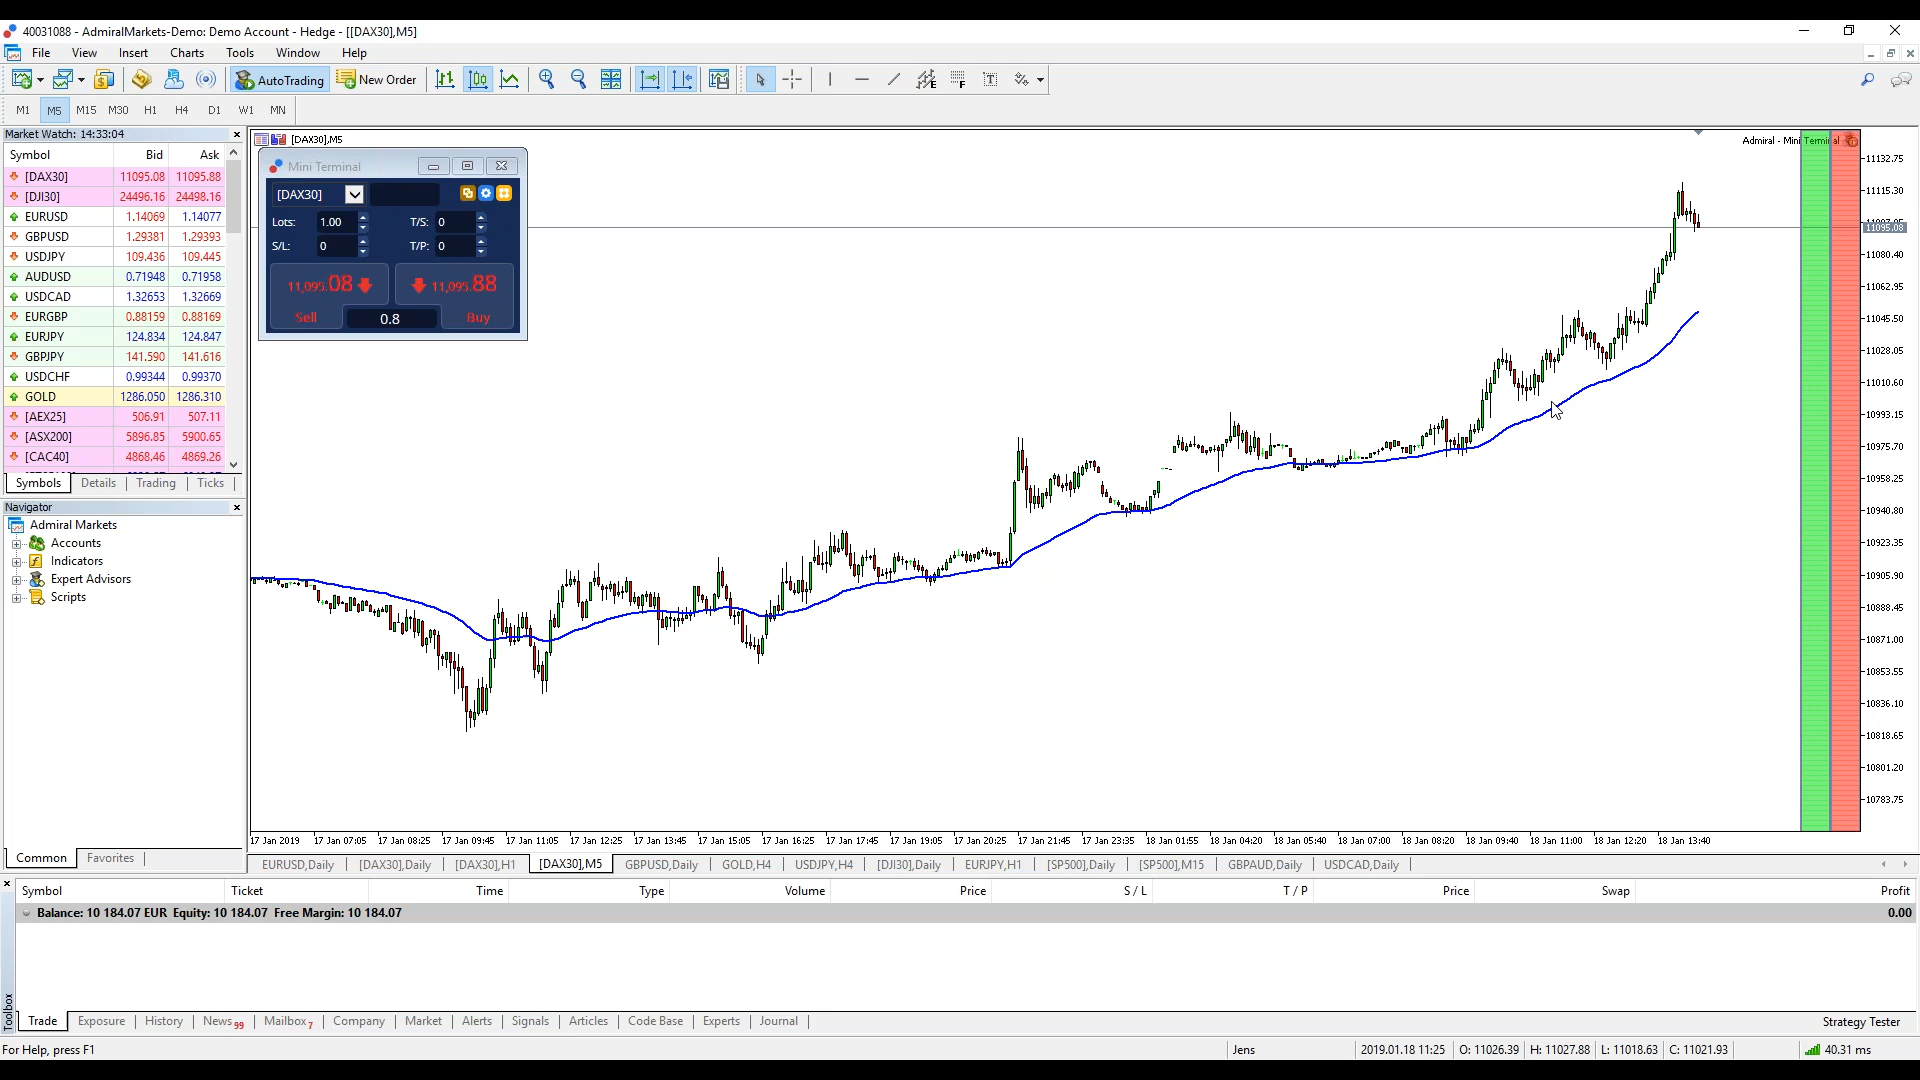 40031088 - AdmiralMarkets-Demo: Demo Account - Hedge - [[DAX30],M5]
File View Insert Charts Tools Window Help
AutoTrading New Order
M1 M5 M15 M30 H1 H4 D1 W1 MN
Market Watch: 14:33:04
Symbol Bid Ask
[DAX30] 11095.08 11095.88
[DJI30] 24496.16 24498.16
EURUSD 1.14069 1.14077
GBPUSD 1.29381 1.29393
USDJPY 109.436 109.445
AUDUSD 0.71948 0.71958
USDCAD 1.32653 1.32669
EURGBP 0.88159 0.88169
EURJPY 124.834 124.847
GBPJPY 141.590 141.616
USDCHF 0.99344 0.99370
GOLD 1286.050 1286.310
[AEX25] 506.91 507.11
[ASX200] 5896.85 5900.65
[CAC40] 4868.46 4869.26
Symbols Details Trading Ticks
Navigator
Admiral Markets
Accounts
Indicators
Expert Advisors
Scripts
Common Favorites
[DAX30],M5
Admiral - Mini Terminal
Mini Terminal
[DAX30]
Lots: 1.00 T/S: 0
S/L: 0 T/P: 0
11,095.08 11,095.88
Sell 0.8 Buy
11132.75
11115.30
11095.08
11080.40
11062.95
11045.50
11028.05
11010.60
10993.15
10975.70
10958.25
10940.80
10923.35
10905.90
10888.45
10871.00
10853.55
10836.10
10818.65
10801.20
10783.75
17 Jan 2019 17 Jan 07:05 17 Jan 08:25 17 Jan 09:45 17 Jan 11:05 17 Jan 12:25 17 Jan 13:45 17 Jan 15:05 17 Jan 16:25 17 Jan 17:45 17 Jan 19:05 17 Jan 20:25 17 Jan 21:45 17 Jan 23:35 18 Jan 01:55 18 Jan 04:20 18 Jan 05:40 18 Jan 07:00 18 Jan 08:20 18 Jan 09:40 18 Jan 11:00 18 Jan 12:20 18 Jan 13:40
EURUSD,Daily [DAX30],Daily [DAX30],H1 [DAX30],M5 GBPUSD,Daily GOLD,H4 USDJPY,H4 [DJI30],Daily EURJPY,H1 [SP500],Daily [SP500],M15 GBPAUD,Daily USDCAD,Daily
Symbol Ticket Time Type Volume Price S / L T / P Price Swap Profit
Balance: 10 184.07 EUR Equity: 10 184.07 Free Margin: 10 184.07 0.00
Toolbox
Trade Exposure History News 99 Mailbox 7 Company Market Alerts Signals Articles Code Base Experts Journal Strategy Tester
For Help, press F1 Jens 2019.01.18 11:25 O: 11026.39 H: 11027.88 L: 11018.63 C: 11021.93 40.31 ms